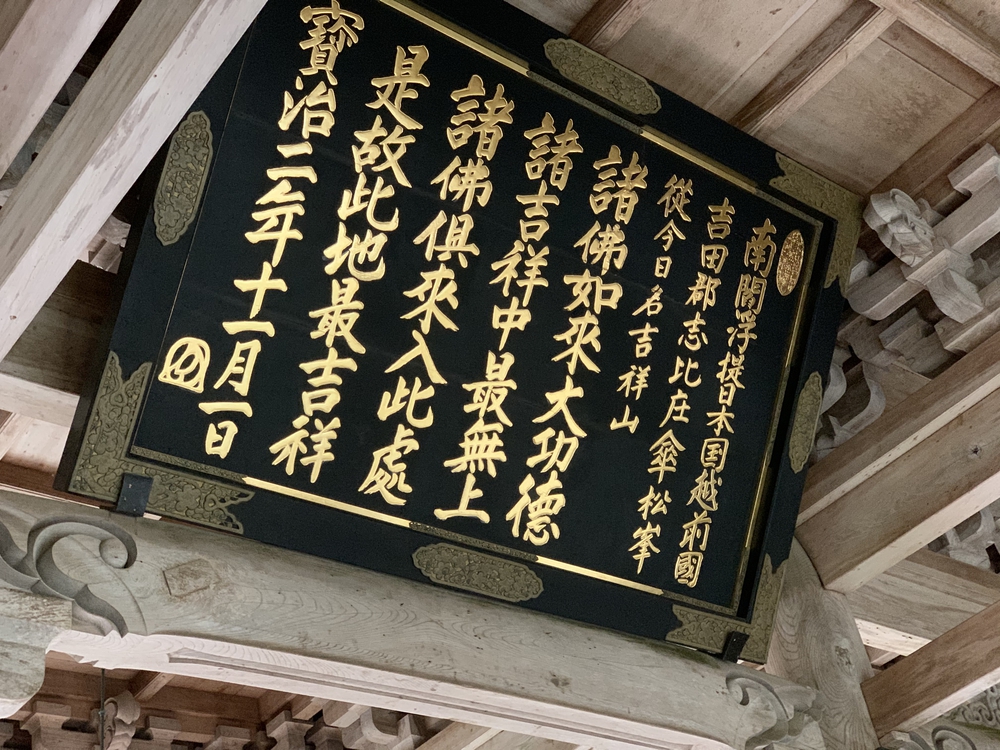 南閻浮提日本国越前國
吉田郡志比庄傘松峯
從今日名吉祥山
諸佛如來大功德
諸吉祥中最無上
諸佛俱來入此處
是故此地最吉祥
寳治二年十一月一日